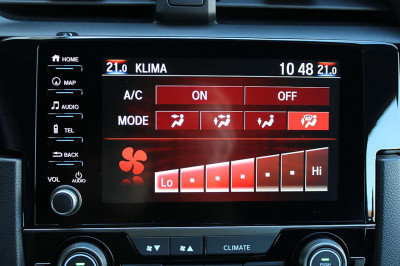 HOME
21.0 KLIMA 10 48 21.0
MAP
A/C ON OFF
AUDIO
MODE
TEL
BACK
VOL AUDIO
Lo Hi
CLIMATE
PUSH